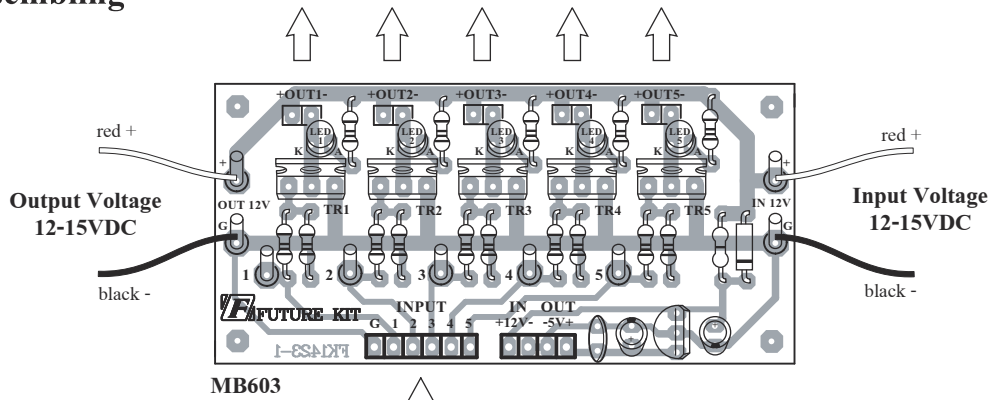 embling
+OUT1- +OUT2- +OUT3- +OUT4- +OUT5-
LED 1 LED 2 LED 3 LED 4 LED 5
K A K A K A K A K A
red +
red +
+
+
Output Voltage
12-15VDC
Input Voltage
12-15VDC
OUT 12V TR1 TR2 TR3 TR4 TR5 IN 12V
G
G
black -
black -
1 2 3 4 5
FUTURE KIT
INPUT IN OUT
G 1 2 3 4 5 +12V- -5V+
FK1423-1
MB603